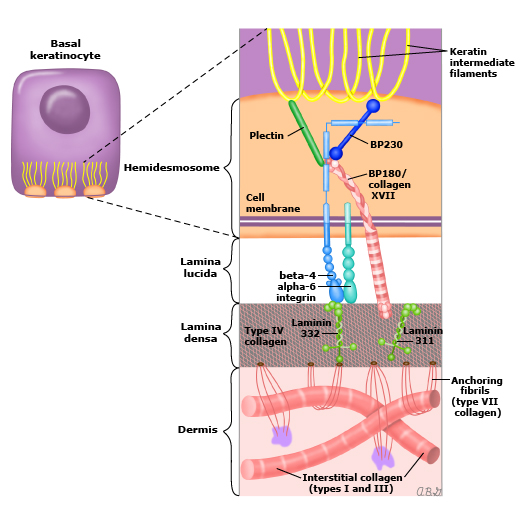 Basal
keratinocyte
Keratin
intermediate
filaments
Plectin
BP230
Hemidesmosome
BP180/
collagen
XVII
Cell
membrane
Lamina
lucida
beta-4
alpha-6
integrin
Lamina
densa
Type IV
collagen
Laminin
332
Laminin
311
Anchoring
fibrils
(type VII
collagen)
Dermis
Interstitial collagen
(types I and III)